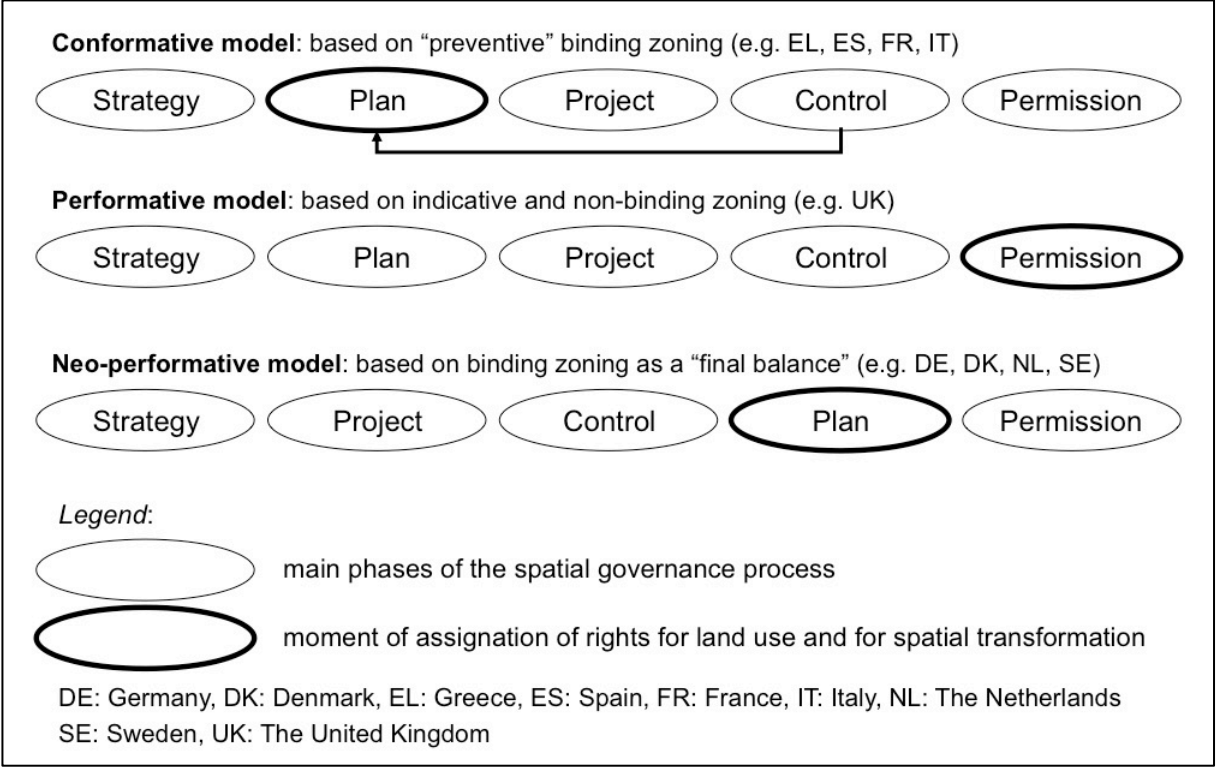 Conformative model: based on “preventive” binding zoning (e.g. EL, ES, FR, IT)
Strategy Plan Project Control Permission
Performative model: based on indicative and non-binding zoning (e.g. UK)
Strategy Plan Project Control Permission
Neo-performative model: based on binding zoning as a “final balance” (e.g. DE, DK, NL, SE)
Strategy Project Control Plan Permission
Legend:
main phases of the spatial governance process
moment of assignation of rights for land use and for spatial transformation
DE: Germany, DK: Denmark, EL: Greece, ES: Spain, FR: France, IT: Italy, NL: The Netherlands
SE: Sweden, UK: The United Kingdom